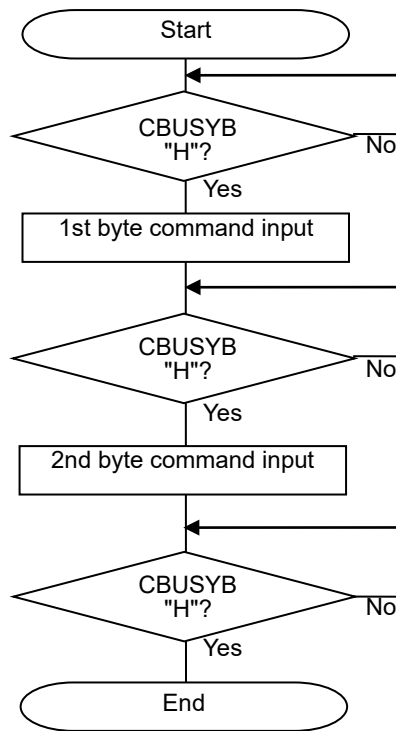 Start
CBUSYB
"H"?
No
Yes
1st byte command input
CBUSYB
"H"?
No
Yes
2nd byte command input
CBUSYB
"H"?
No
Yes
End